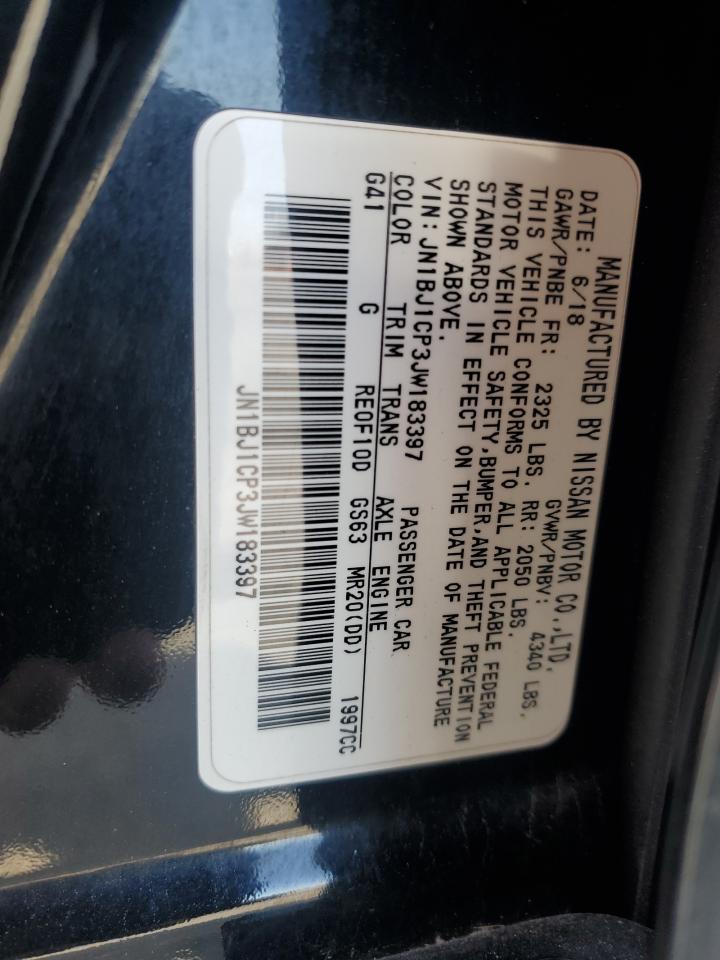 MANUFACTURED BY NISSAN MOTOR CO.,LTD.
DATE: 6/18 GVWR/PNBV: 4340 LBS.
GAWR/PNBE FR: 2325 LBS. RR: 2050 LBS.
THIS VEHICLE CONFORMS TO ALL APPLICABLE FEDERAL
MOTOR VEHICLE SAFETY,BUMPER,AND THEFT PREVENTION
STANDARDS IN EFFECT ON THE DATE OF MANUFACTURE
SHOWN ABOVE.
VIN:JN1BJ1CP3JW183397 PASSENGER CAR
COLOR TRIM TRANS AXLE ENGINE
G41 G RE0F10D GS63 MR20(DD) 1997CC
JN1BJ1CP3JW183397